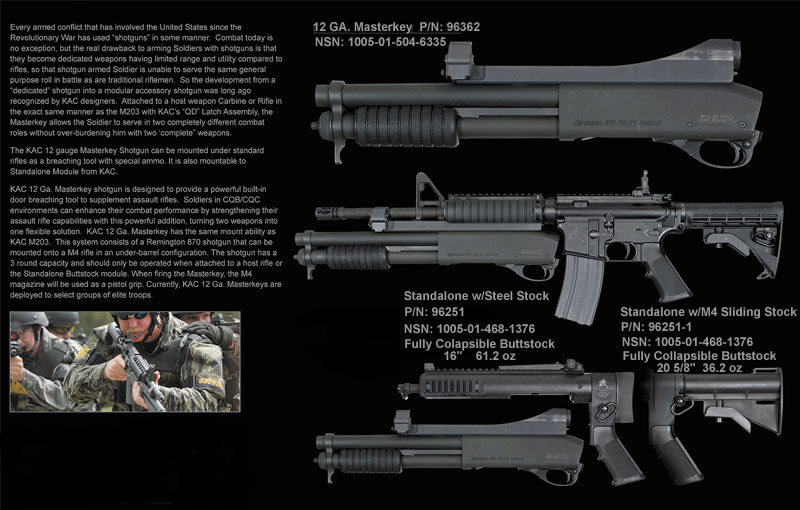 Every armed conflict that has involved the United States since the
Revolutionary War has used "shotguns" in some manner. Combat today is
no exception, but the real drawback to arming Soldiers with shotguns is that
they become dedicated weapons having limited range and utility compared to
rifles, so that shotgun armed Soldier is unable to serve the same general
purpose roll in battle as are traditional riflemen. So the development from a
"dedicated" shotgun into a modular accessory shotgun was long ago
recognized by KAC designers. Attached to a host weapon Carbine or Rifle in
the exact same manner as the M203 with KAC's "QD" Latch Assembly, the
Masterkey allows the Soldier to serve in two completely different combat
roles without over-burdening him with two 'complete" weapons.
The KAC 12 gauge Masterkey Shotgun can be mounted under standard
rifles as a breaching tool with special ammo. It is also mountable to
Standalone Module from KAC.
KAC 12 Ga. Masterkey shotgun is designed to provide a powerful built-in
door breaching tool to supplement assault rifles. Soldiers in CQB/CQC
environments can enhance their combat performance by strengthening their
assault rifle capabilities with this powerful addition, turning two weapons into
one flexible solution. KAC 12 Ga. Masterkey has the same mount ability as
KAC M203. This system consists of a Remington 870 shotgun that can be
mounted onto a M4 rifle in an under-barrel configuration. The shotgun has a
3 round capacity and should only be operated when attached to a host rifle or
the Standalone Buttstock module. When firing the Masterkey, the M4
magazine will be used as a pistol grip. Currently, KAC 12 Ga. Masterkeys are
deployed to select groups of elite troops.
12 GA. Masterkey P/N: 96362
NSN: 1005-01-504-6335
Remington 870 POLICE MAGNUM
Standalone w/Steel Stock
P/N: 96251
NSN: 1005-01-468-1376
Fully Colapsible Buttstock
16" 61.2 oz
Standalone w/M4 Sliding Stock
P/N: 96251-1
NSN: 1005-01-468-1376
Fully Collapsible Buttstock
20 5/8" 36.2 oz
SHERIFF